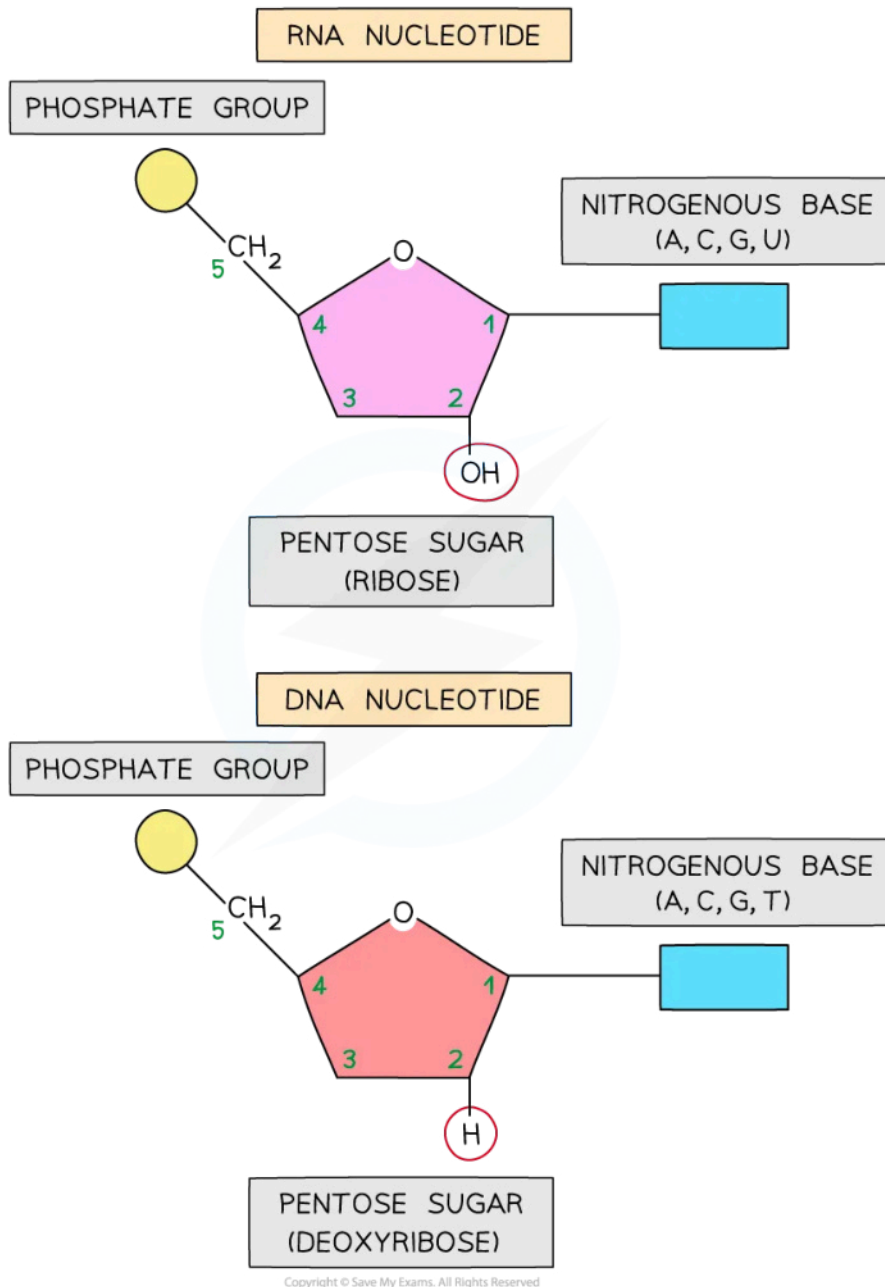 RNA NUCLEOTIDE
PHOSPHATE GROUP
NITROGENOUS BASE
(A, C, G, U)
O
CH₂
5
4
1
3
2
OH
PENTOSE SUGAR
(RIBOSE)
DNA NUCLEOTIDE
PHOSPHATE GROUP
NITROGENOUS BASE
(A, C, G, T)
O
CH₂
5
4
1
3
2
H
PENTOSE SUGAR
(DEOXYRIBOSE)
Copyright © Save My Exams. All Rights Reserved